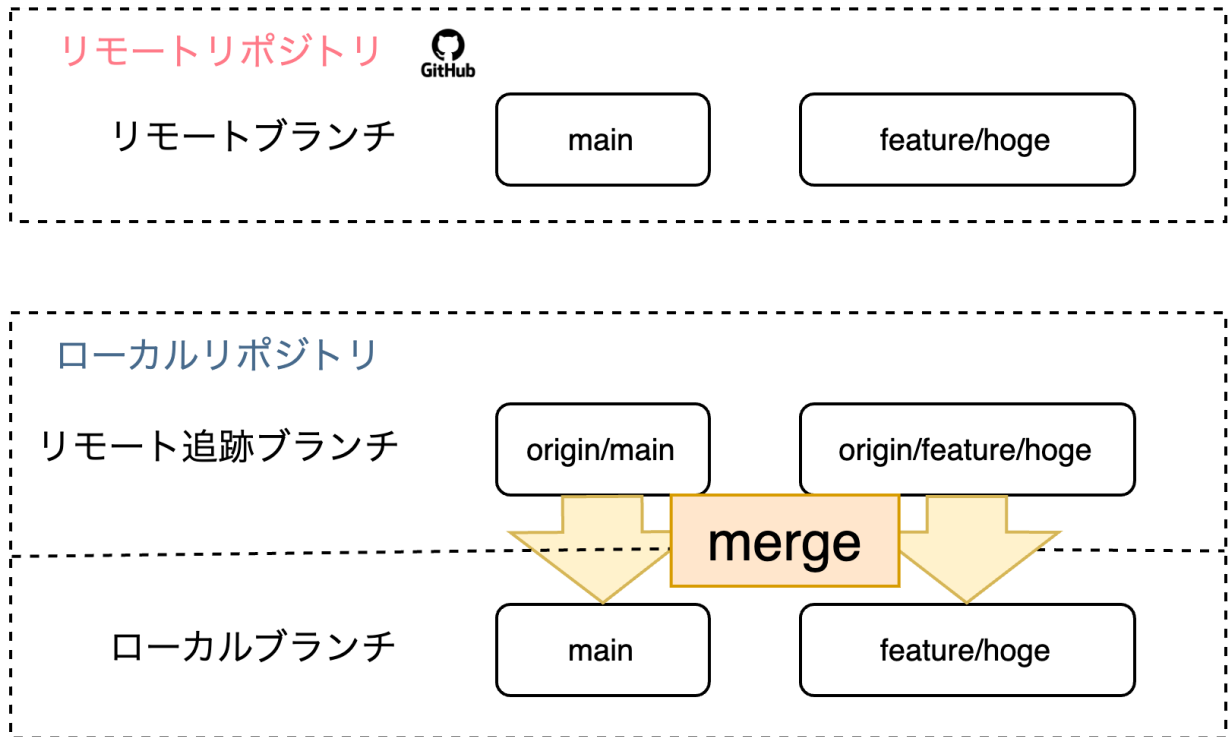 リモートリポジトリ
GitHub
リモートブランチ
main
feature/hoge
ローカルリポジトリ
リモート追跡ブランチ
origin/main
origin/feature/hoge
merge
ローカルブランチ
main
feature/hoge